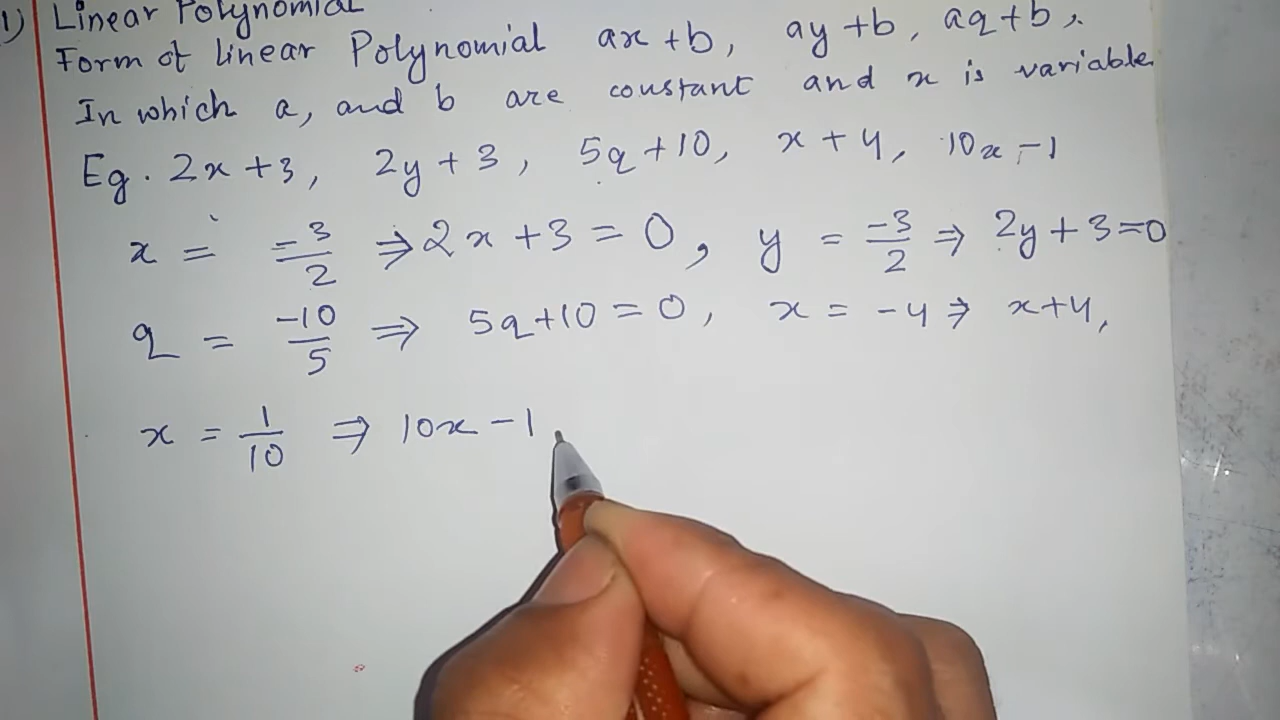 1) Linear Polynomial
Form of linear Polynomial ax + b, ay + b, aq + b,
In which a, and b are constant and x is variable
Eg. 2x + 3, 2y + 3, 5q + 10, x + 4, 10x - 1
x = -3/2 ⇒ 2x + 3 = 0, y = -3/2 ⇒ 2y + 3 = 0
q = -10/5 ⇒ 5q + 10 = 0, x = -4 ⇒ x + 4,
x = 1/10 ⇒ 10x - 1